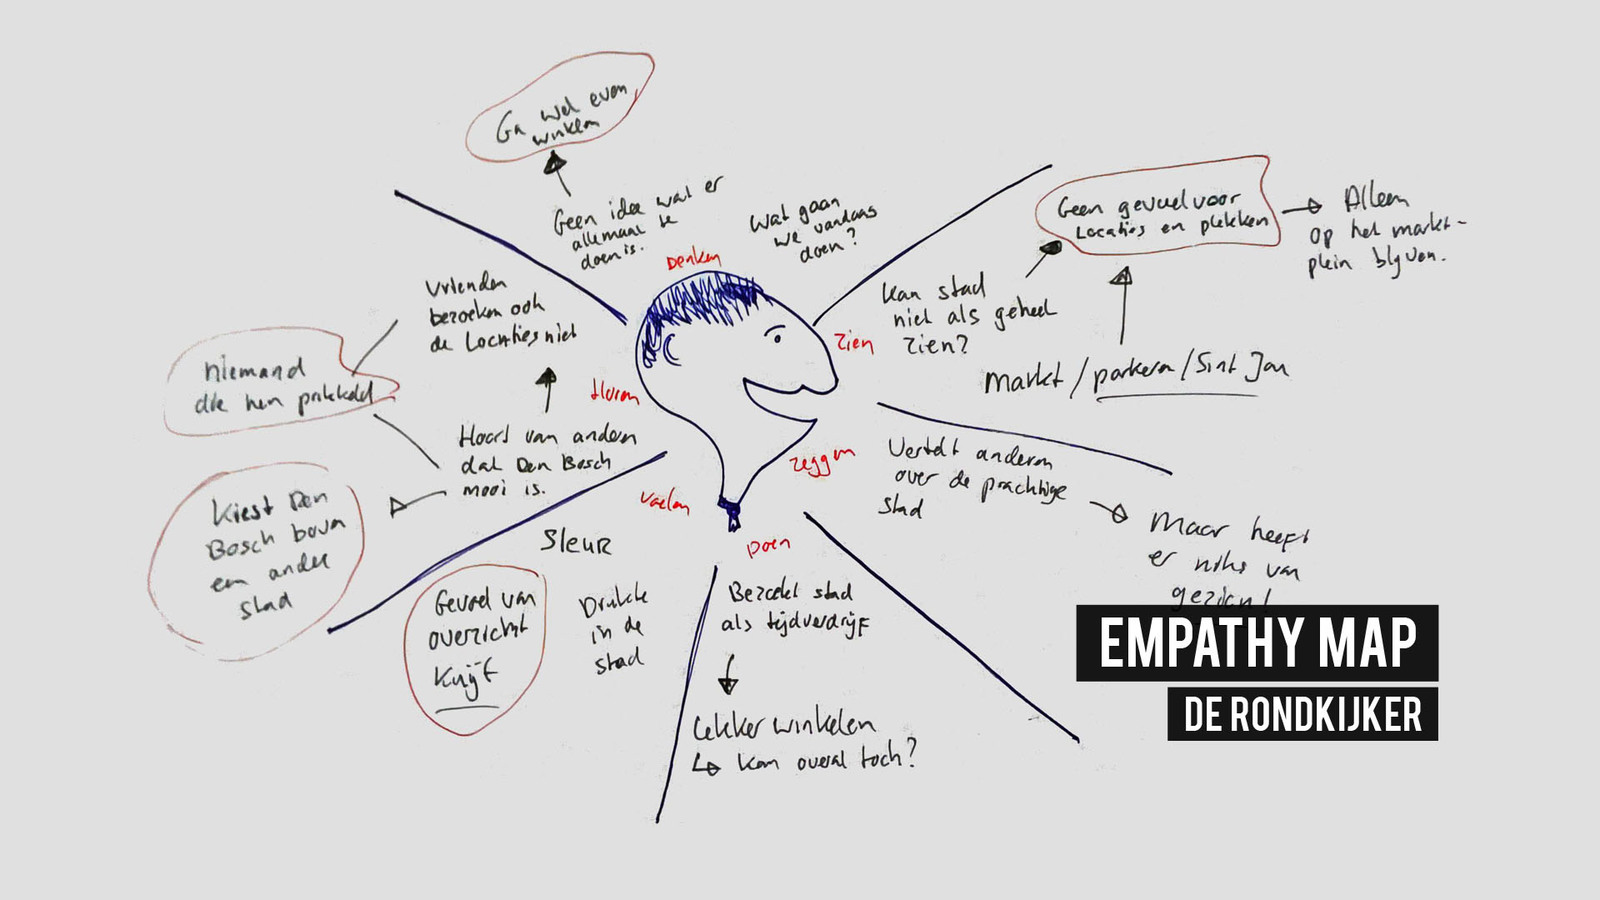 Ga wel even
winkelen
Geen idee wat er
allemaal te
doen is.
Wat gaan
we vandaag
doen?
Denken
Geen gevoel voor
Locaties en plekken
Alleen
op het markt-
plein blijven.
Kan stad
niet als geheel
zien?
Zien
Markt / parkeren / Sint Jan
Vrienden
bezoeken ook
de Locaties niet
Niemand
die hen prikkeld
Horen
Hoort van anderen
dat Den Bosch
mooi is.
Kiest Den
Bosch boven
een andere
stad
Zeggen
Vertelt anderen
over de prachtige
stad
Maar heeft
er niks van
gezien!
Voelen
Sleur
Gevoel van
overzicht
Kwijt
Drukte
in de
stad
Doen
Bezoekt stad
als tijdverdrijf
Lekker winkelen
Kan overal toch?
EMPATHY MAP
DE RONDKIJKER